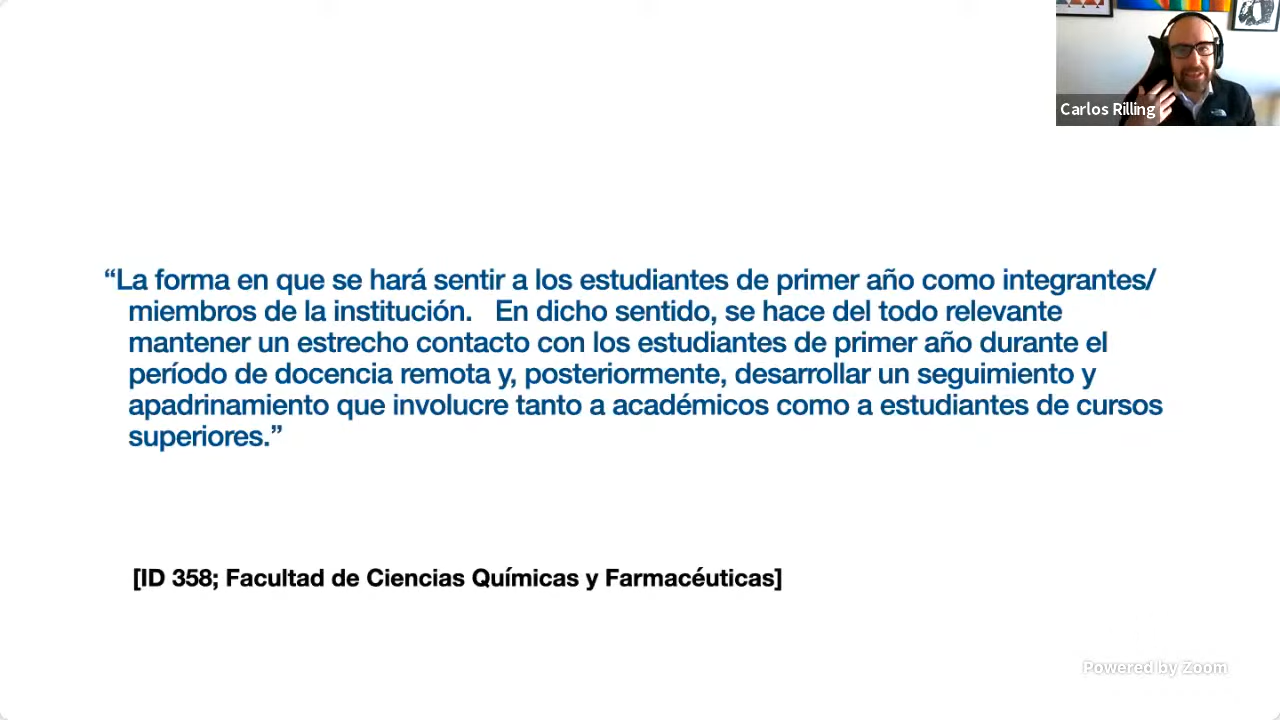 Carlos Rilling
“La forma en que se hará sentir a los estudiantes de primer año como integrantes/
miembros de la institución. En dicho sentido, se hace del todo relevante
mantener un estrecho contacto con los estudiantes de primer año durante el
período de docencia remota y, posteriormente, desarrollar un seguimiento y
apadrinamiento que involucre tanto a académicos como a estudiantes de cursos
superiores.”
[ID 358; Facultad de Ciencias Químicas y Farmacéuticas]
Powered by Zoom